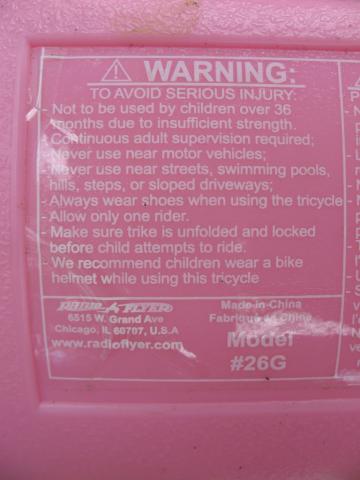 WARNING:
TO AVOID SERIOUS INJURY:
- Not to be used by children over 36
months due to insufficient strength.
- Continuous adult supervision required;
Never use near motor vehicles;
- Never use near streets, swimming pools,
hills, steps, or sloped driveways;
- Always wear shoes when using the tricycle
- Allow only one rider.
- Make sure trike is unfolded and locked
before child attempts to ride.
- We recommend children wear a bike
helmet while using this tricycle
RADIO FLYER
6515 W. Grand Ave
Chicago, IL 60707, U.S.A
www.radioflyer.com
Made in China
Fabriqué en Chine
Model
#26G